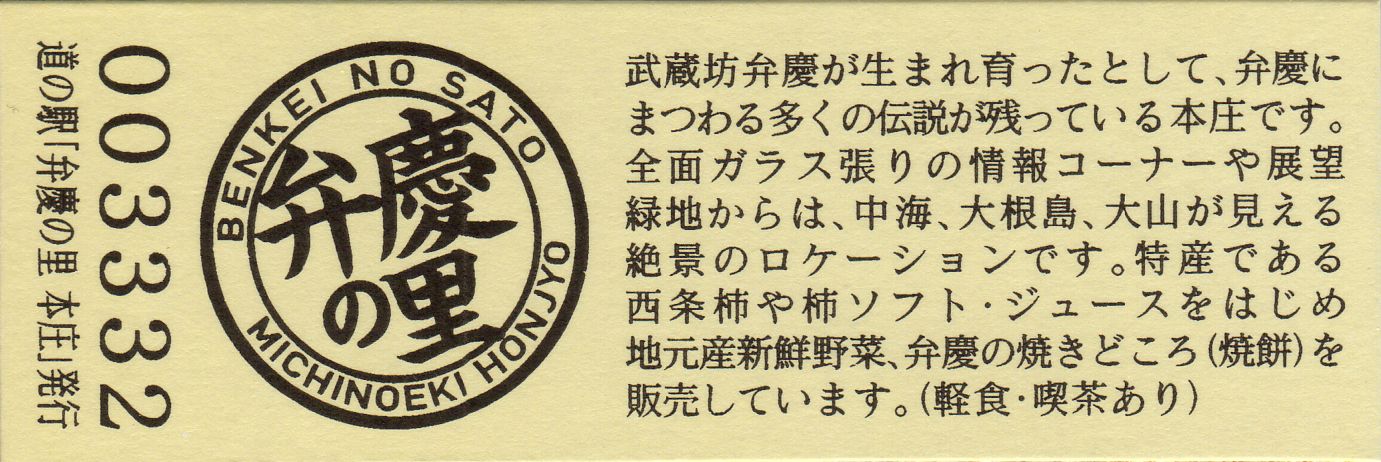 道の駅「弁慶の里 本庄」発行
003332
BENKEI NO SATO
弁慶の里
MICHINOEKI HONJYO
武蔵坊弁慶が生まれ育ったとして、弁慶に
まつわる多くの伝説が残っている本庄です。
全面ガラス張りの情報コーナーや展望
緑地からは、中海、大根島、大山が見える
絶景のロケーションです。特産である
西条柿や柿ソフト・ジュースをはじめ
地元産新鮮野菜、弁慶の焼きどころ(焼餅)を
販売しています。(軽食・喫茶あり)